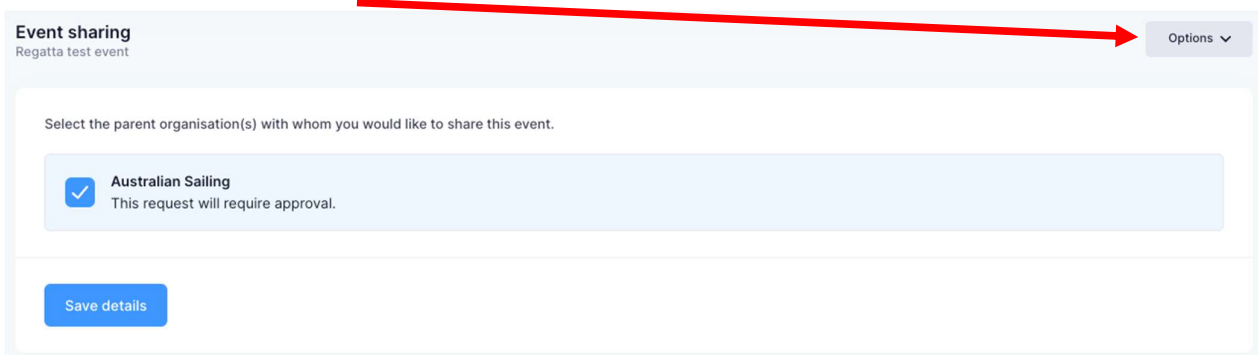 Event sharing
Regatta test event
Options
Select the parent organisation(s) with whom you would like to share this event.
Australian Sailing
This request will require approval.
Save details